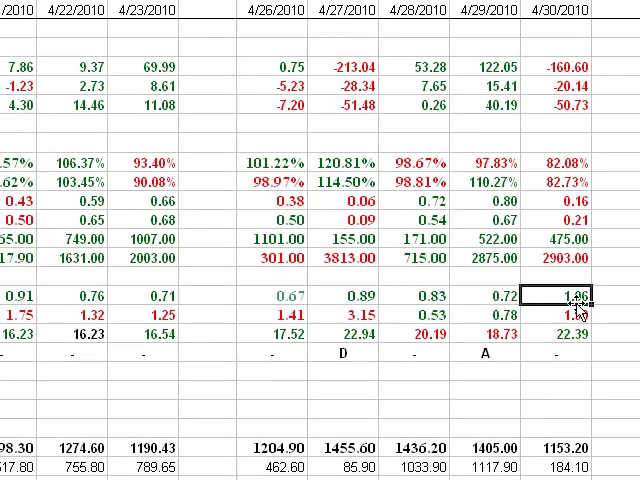 /2010 4/22/2010 4/23/2010 4/26/2010 4/27/2010 4/28/2010 4/29/2010 4/30/2010
7.86 9.37 69.99 0.75 -213.04 53.28 122.05 -160.60
-1.23 2.73 8.61 -5.23 -28.34 7.65 15.41 -20.14
4.30 14.46 11.08 -7.20 -51.48 0.26 40.19 -50.73
.57% 106.37% 93.40% 101.22% 120.81% 98.67% 97.83% 82.08%
.62% 103.45% 90.08% 98.97% 114.50% 98.81% 110.27% 82.73%
0.43 0.59 0.66 0.38 0.06 0.72 0.80 0.16
0.50 0.65 0.68 0.50 0.09 0.54 0.67 0.21
65.00 749.00 1007.00 1101.00 155.00 171.00 522.00 475.00
17.90 1631.00 2003.00 301.00 3813.00 715.00 2875.00 2903.00
0.91 0.76 0.71 0.67 0.89 0.83 0.72 1.96
1.75 1.32 1.25 1.41 3.15 0.53 0.78
16.23 16.23 16.54 17.52 22.94 20.19 18.73 22.39
- - - - D - A -
98.30 1274.60 1190.43 1204.90 1455.60 1436.20 1405.00 1153.20
517.80 755.80 789.65 462.60 85.90 1033.90 1117.90 184.10